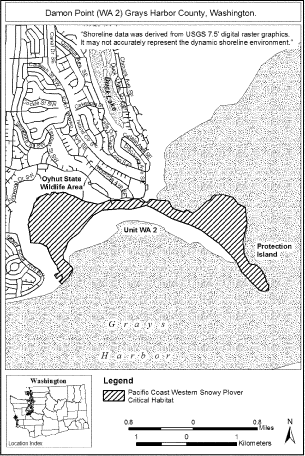 Damon Point (WA 2) Grays Harbor County, Washington.
"Shoreline data was derived from USGS 7.5' digital raster graphics.
It may not accurately represent the dynamic shoreline environment."
Oyhut State
Wildlife Area
Unit WA 2
Protection
Island
Grays
Harbor
Washington
Location Index
Legend
Pacific Coast Western Snowy Plover
Critical Habitat
0.8 0 0.8
Miles
1 0 1
Kilometers
N